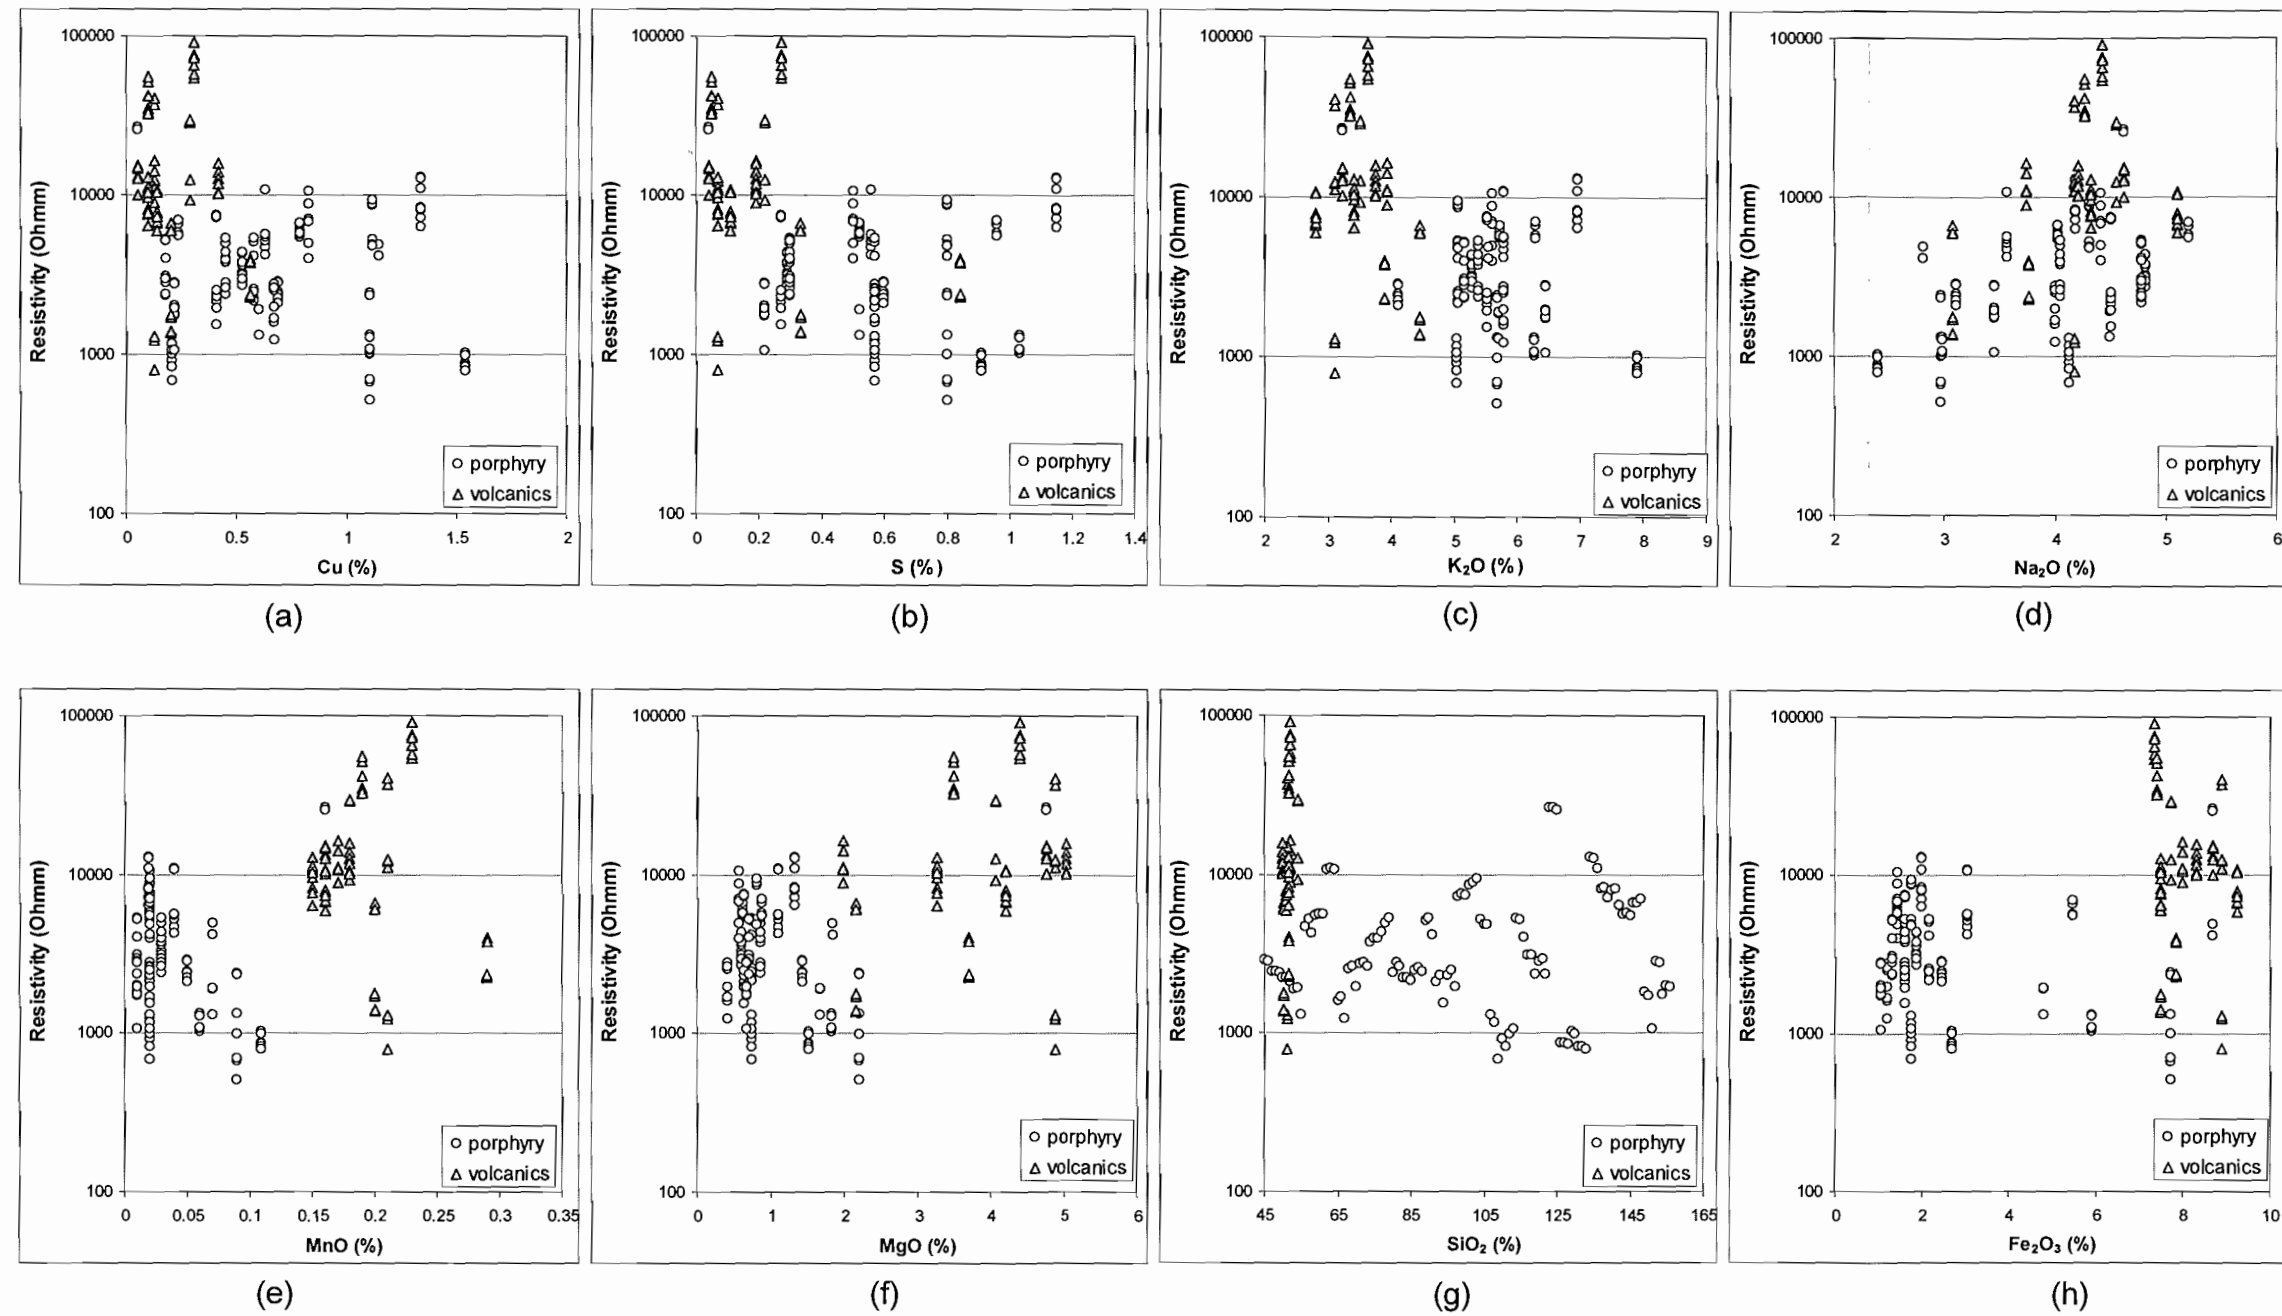 100000
10000
1000
100
0
0.5
1
1.5
2
Resistivity (Ohmm)
Cu (%)
porphyry
volcanics
(a)
100000
10000
1000
100
0
0.2
0.4
0.6
0.8
1
1.2
1.4
Resistivity (Ohmm)
S (%)
porphyry
volcanics
(b)
100000
10000
1000
100
2
3
4
5
6
7
8
9
Resistivity (Ohmm)
K₂O (%)
porphyry
volcanics
(c)
100000
10000
1000
100
2
3
4
5
6
Resistivity (Ohmm)
Na₂O (%)
porphyry
volcanics
(d)
100000
10000
1000
100
0
0.05
0.1
0.15
0.2
0.25
0.3
0.35
Resistivity (Ohmm)
MnO (%)
porphyry
volcanics
(e)
100000
10000
1000
100
0
1
2
3
4
5
6
Resistivity (Ohmm)
MgO (%)
porphyry
volcanics
(f)
100000
10000
1000
100
45
65
85
105
125
145
165
Resistivity (Ohmm)
SiO₂ (%)
porphyry
volcanics
(g)
100000
10000
1000
100
0
2
4
6
8
10
Resistivity (Ohmm)
Fe₂O₃ (%)
porphyry
volcanics
(h)